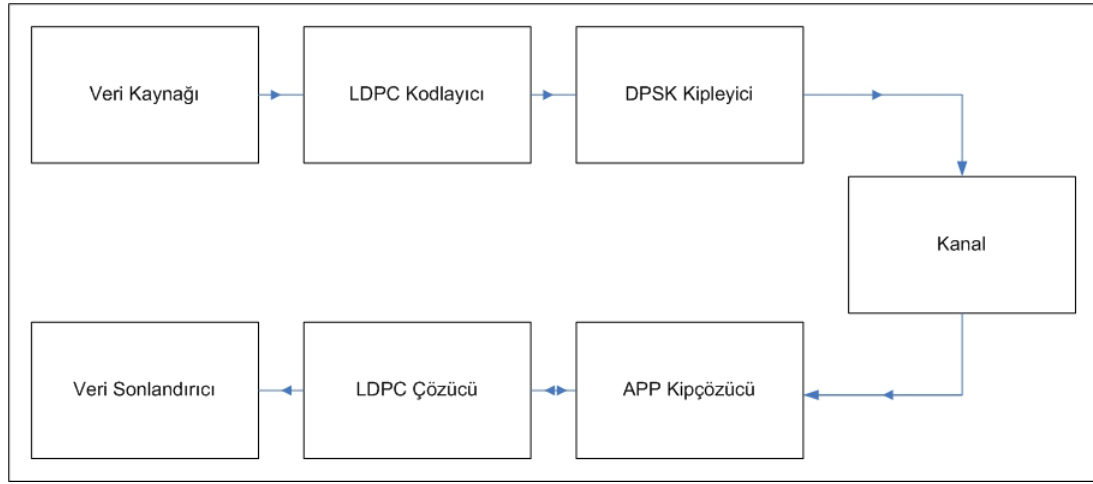 Veri Kaynağı
LDPC Kodlayıcı
DPSK Kipleyici
Kanal
Veri Sonlandırıcı
LDPC Çözücü
APP Kipçözücü